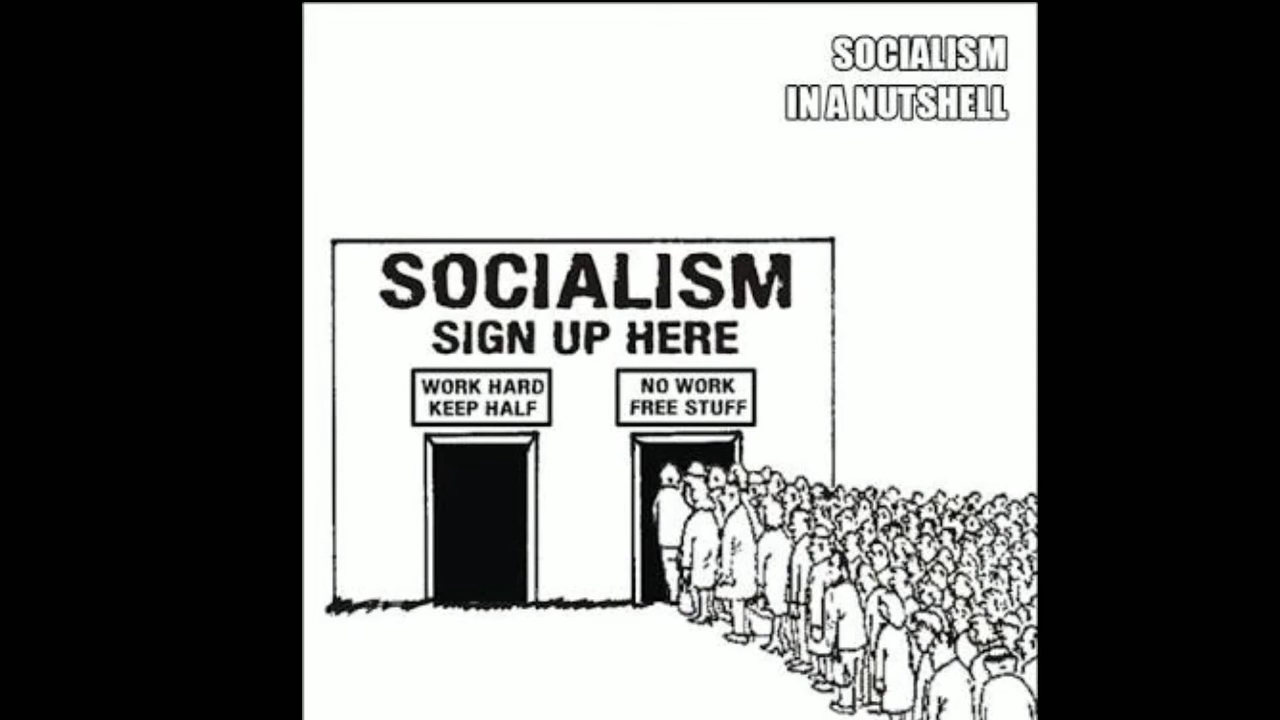 SOCIALISM
IN A NUTSHELL
SOCIALISM
SIGN UP HERE
WORK HARD
KEEP HALF
NO WORK
FREE STUFF